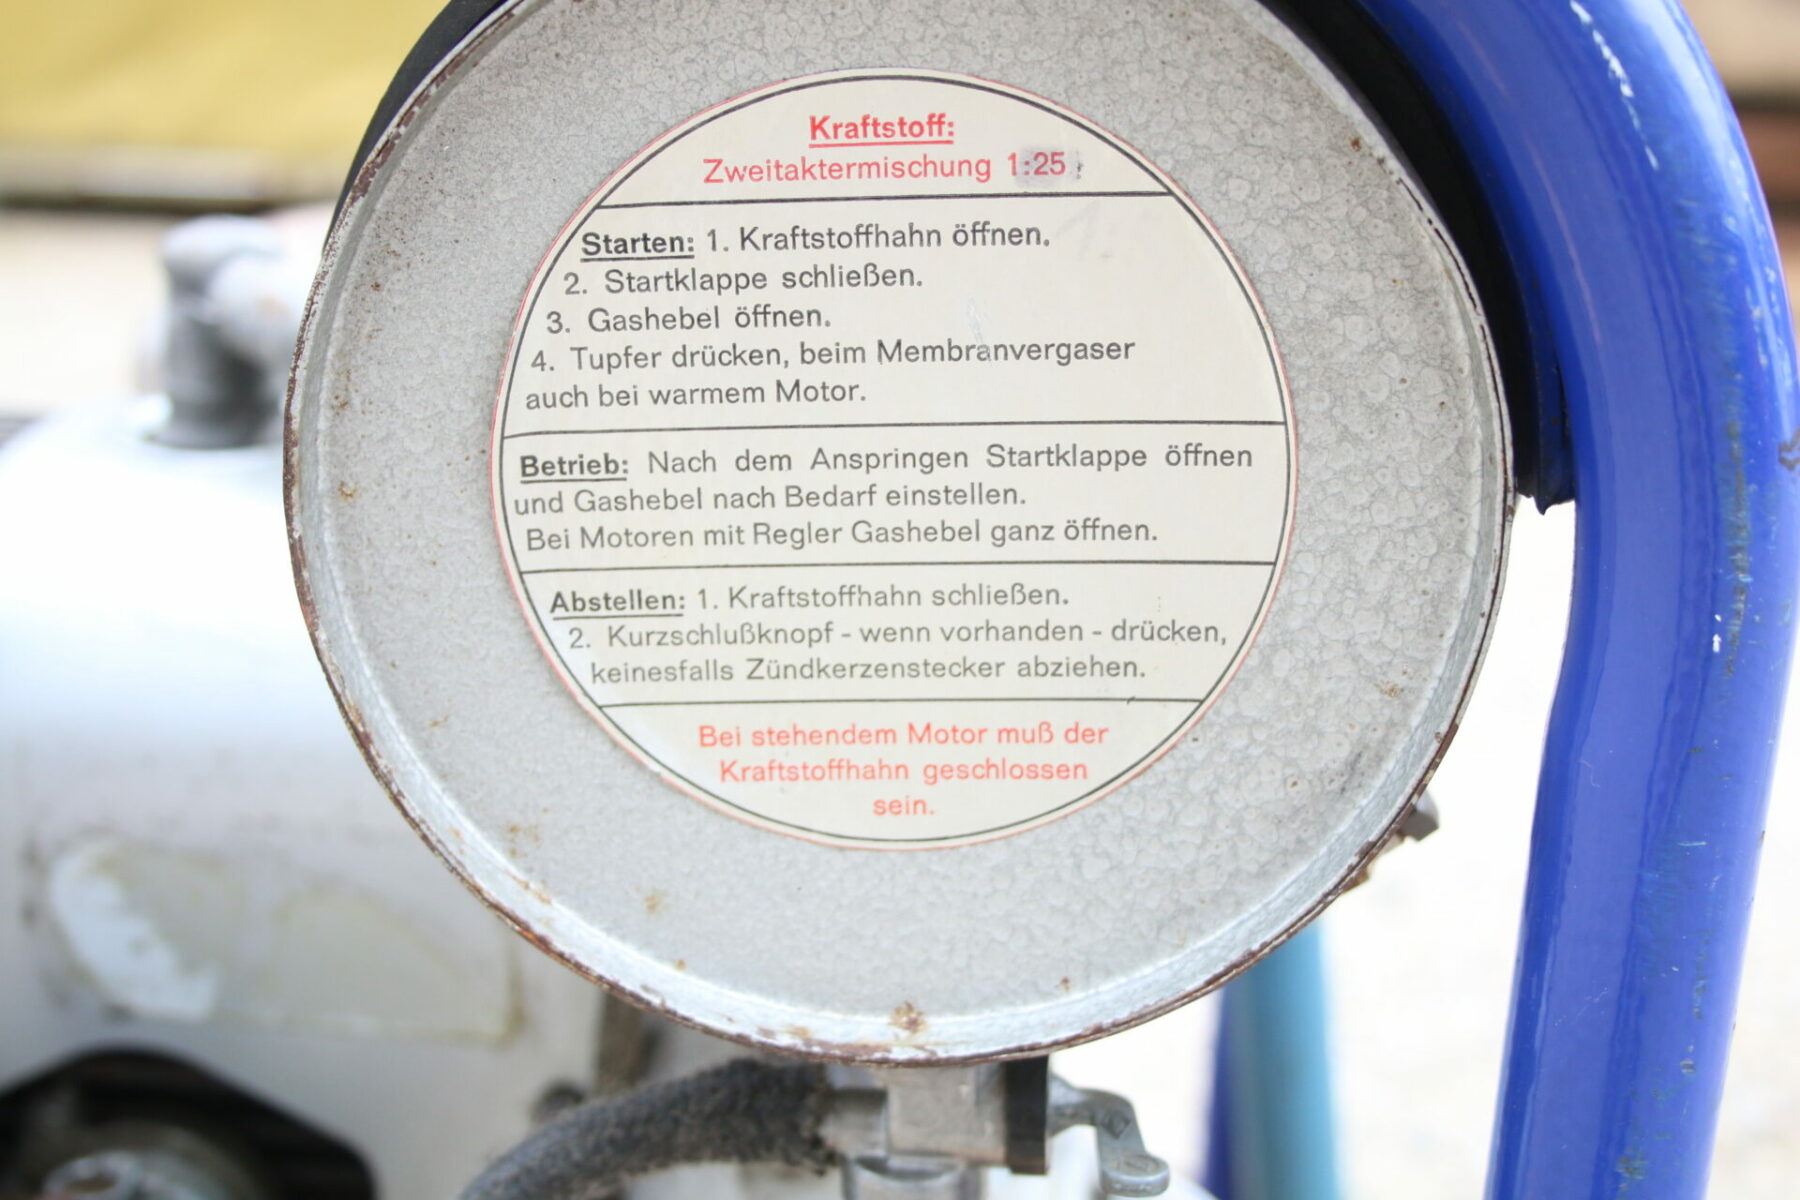 Kraftstoff:
Zweitaktermischung 1:25
Starten: 1. Kraftstoffhahn öffnen.
2. Startklappe schließen.
3. Gashebel öffnen.
4. Tupfer drücken, beim Membranvergaser
auch bei warmem Motor.
Betrieb: Nach dem Anspringen Startklappe öffnen
und Gashebel nach Bedarf einstellen.
Bei Motoren mit Regler Gashebel ganz öffnen.
Abstellen: 1. Kraftstoffhahn schließen.
2. Kurzschlußknopf - wenn vorhanden - drücken,
keinesfalls Zündkerzenstecker abziehen.
Bei stehendem Motor muß der
Kraftstoffhahn geschlossen
sein.